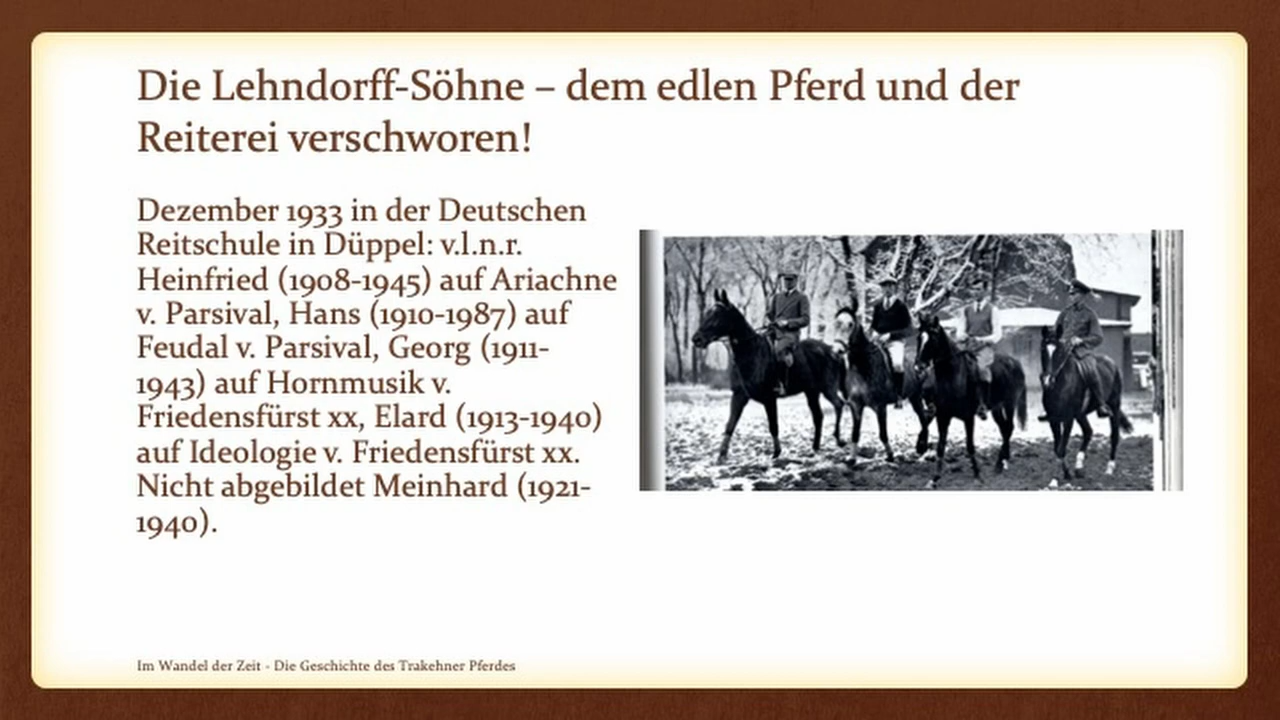 Die Lehndorff-Söhne – dem edlen Pferd und der
Reiterei verschworen!
Dezember 1933 in der Deutschen
Reitschule in Düppel: v.l.n.r.
Heinfried (1908-1945) auf Ariachne
v. Parsival, Hans (1910-1987) auf
Feudal v. Parsival, Georg (1911-
1943) auf Hornmusik v.
Friedensfürst xx, Elard (1913-1940)
auf Ideologie v. Friedensfürst xx.
Nicht abgebildet Meinhard (1921-
1940).
Im Wandel der Zeit - Die Geschichte des Trakehner Pferdes